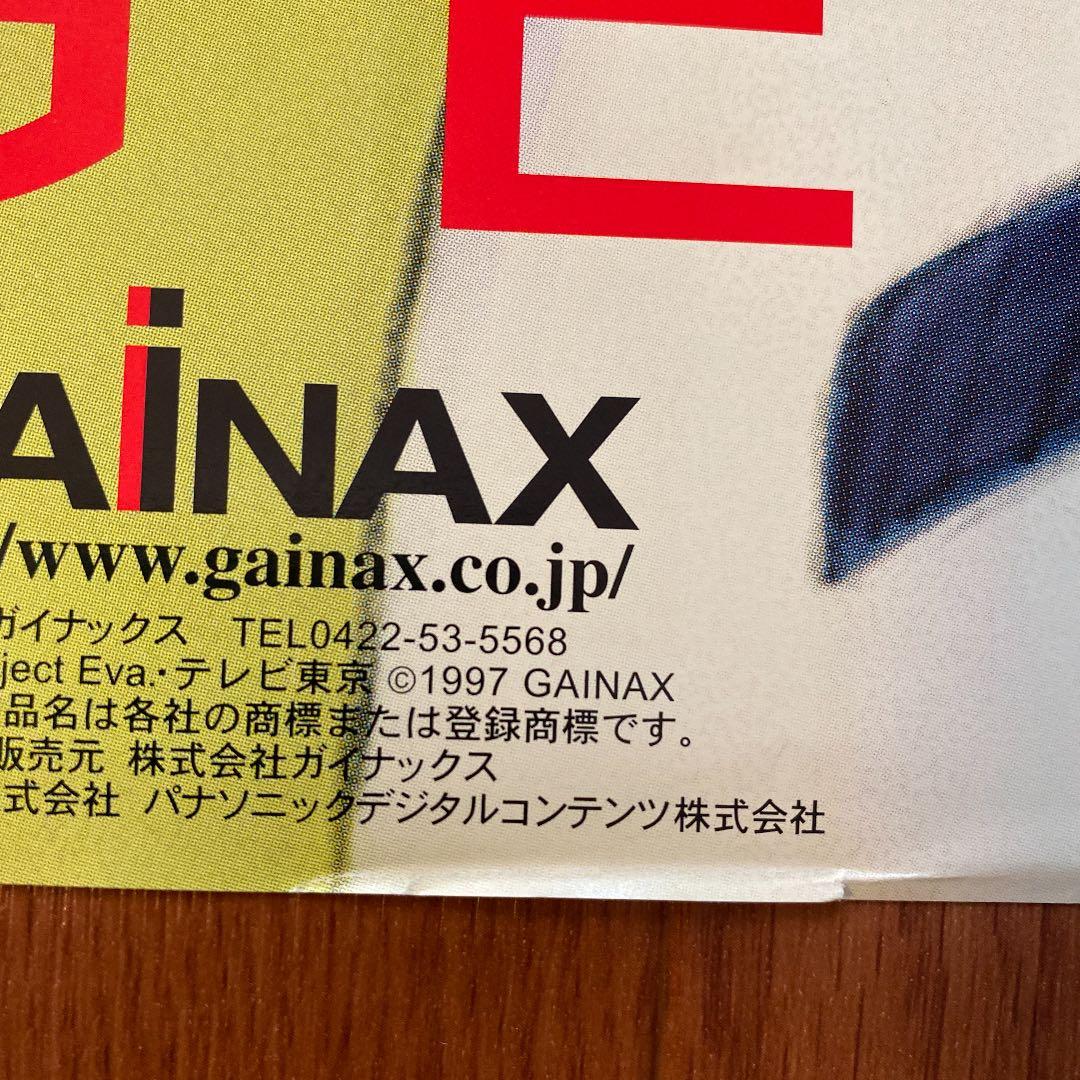 E
GAiNAX
/www.gainax.co.jp/
ガイナックス TEL0422-53-5568
ject Eva.・テレビ東京 ©1997 GAINAX
品名は各社の商標または登録商標です。
販売元 株式会社ガイナックス
式会社 パナソニックデジタルコンテンツ株式会社